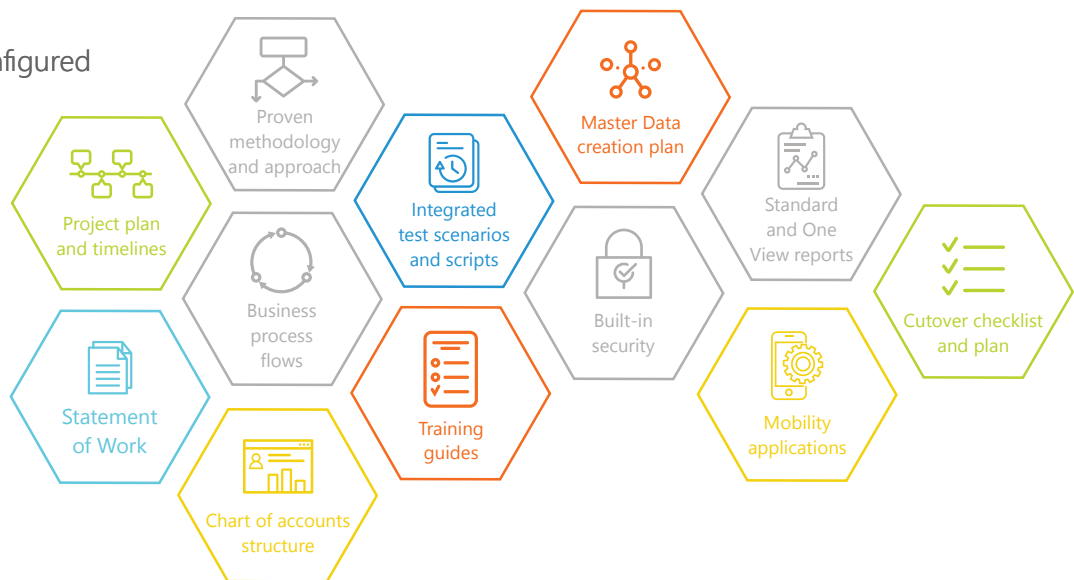 Proven
methodology
and approach
Master Data
creation plan
Project plan
and timelines
Integrated
test scenarios
and scripts
Standard
and One
View reports
Business
process
flows
Built-in
security
Cutover checklist
and plan
Statement
of Work
Training
guides
Mobility
applications
Chart of accounts
structure